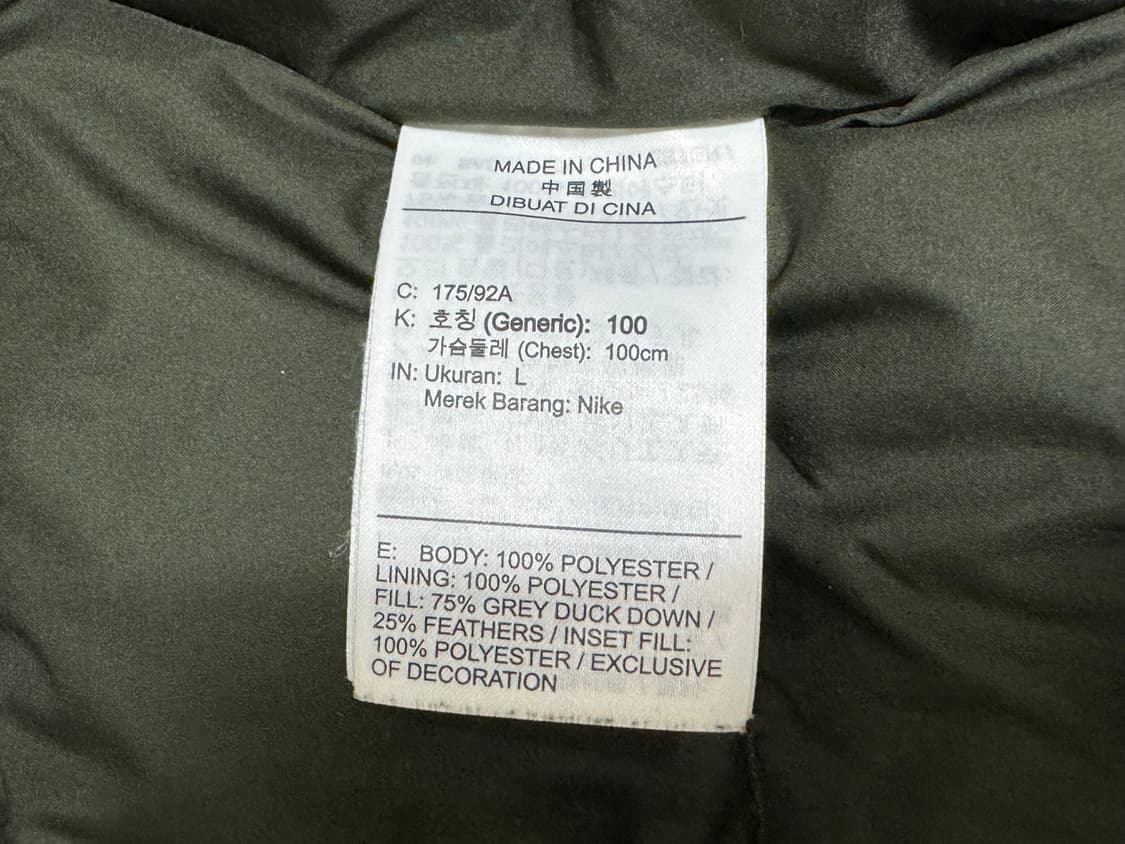 MADE IN CHINA
中国製
DIBUAT DI CINA
C: 175/92A
K: 호칭 (Generic): 100
가슴둘레 (Chest): 100cm
IN: Ukuran: L
Merek Barang: Nike
E: BODY: 100% POLYESTER /
LINING: 100% POLYESTER /
FILL: 75% GREY DUCK DOWN /
25% FEATHERS / INSET FILL:
100% POLYESTER / EXCLUSIVE
OF DECORATION